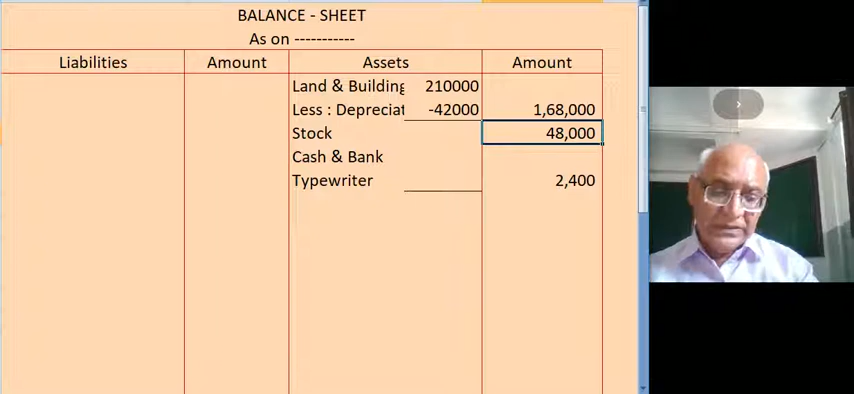 BALANCE - SHEET
As on -----------
Liabilities Amount Assets Amount
Land & Building 210000
Less : Depreciat -42000 1,68,000
Stock 48,000
Cash & Bank
Typewriter 2,400